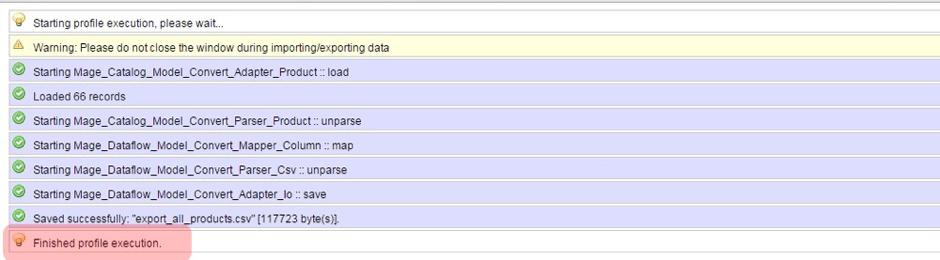 Starting profile execution, please wait...
Warning: Please do not close the window during importing/exporting data
Starting Mage_Catalog_Model_Convert_Adapter_Product :: load
Loaded 66 records
Starting Mage_Catalog_Model_Convert_Parser_Product :: unparse
Starting Mage_Dataflow_Model_Convert_Mapper_Column :: map
Starting Mage_Dataflow_Model_Convert_Parser_Csv :: unparse
Starting Mage_Dataflow_Model_Convert_Adapter_Io :: save
Saved successfully: "export_all_products.csv" [117723 byte(s)].
Finished profile execution.